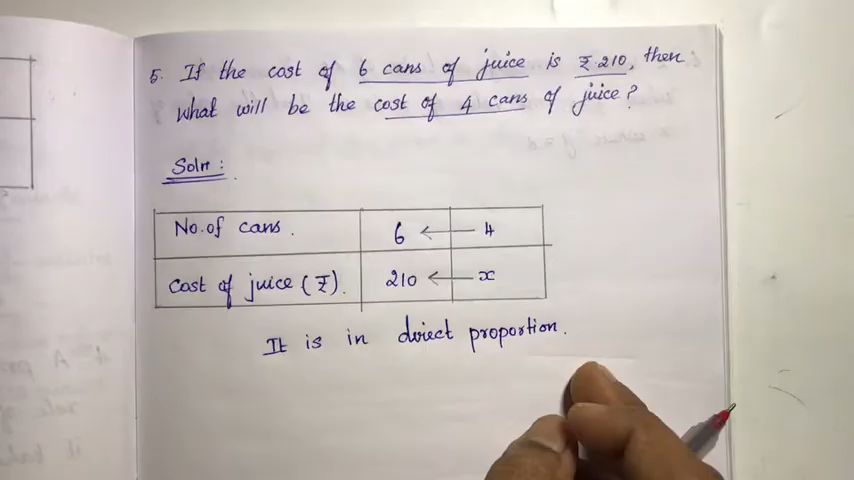 5. If the cost of 6 cans of juice is ₹ 210, then
what will be the cost of 4 cans of juice?
Soln :
No. of cans. 6 ← 4
Cost of juice (₹). 210 ← x
It is in direct proportion.